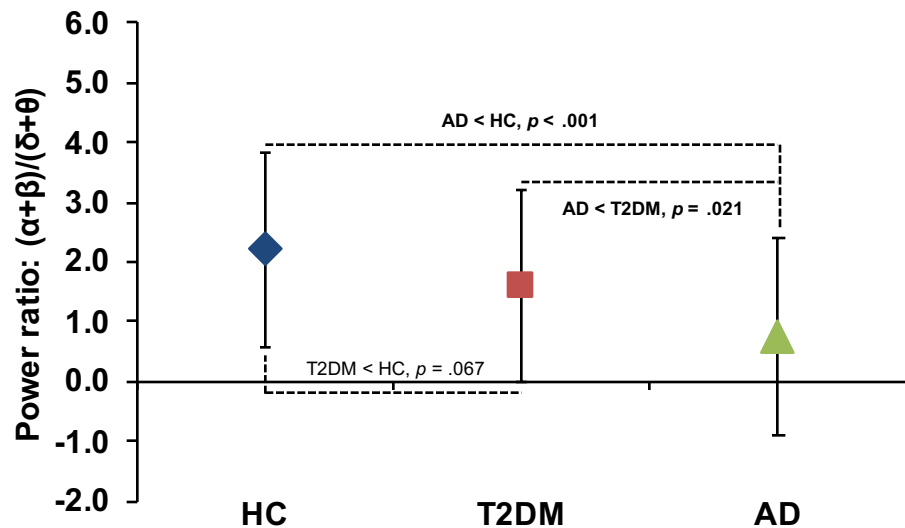 Power ratio: (α+β)/(δ+θ)
6.0
5.0
4.0
3.0
2.0
1.0
0.0
-1.0
-2.0
AD < HC, p < .001
AD < T2DM, p = .021
T2DM < HC, p = .067
HC
T2DM
AD